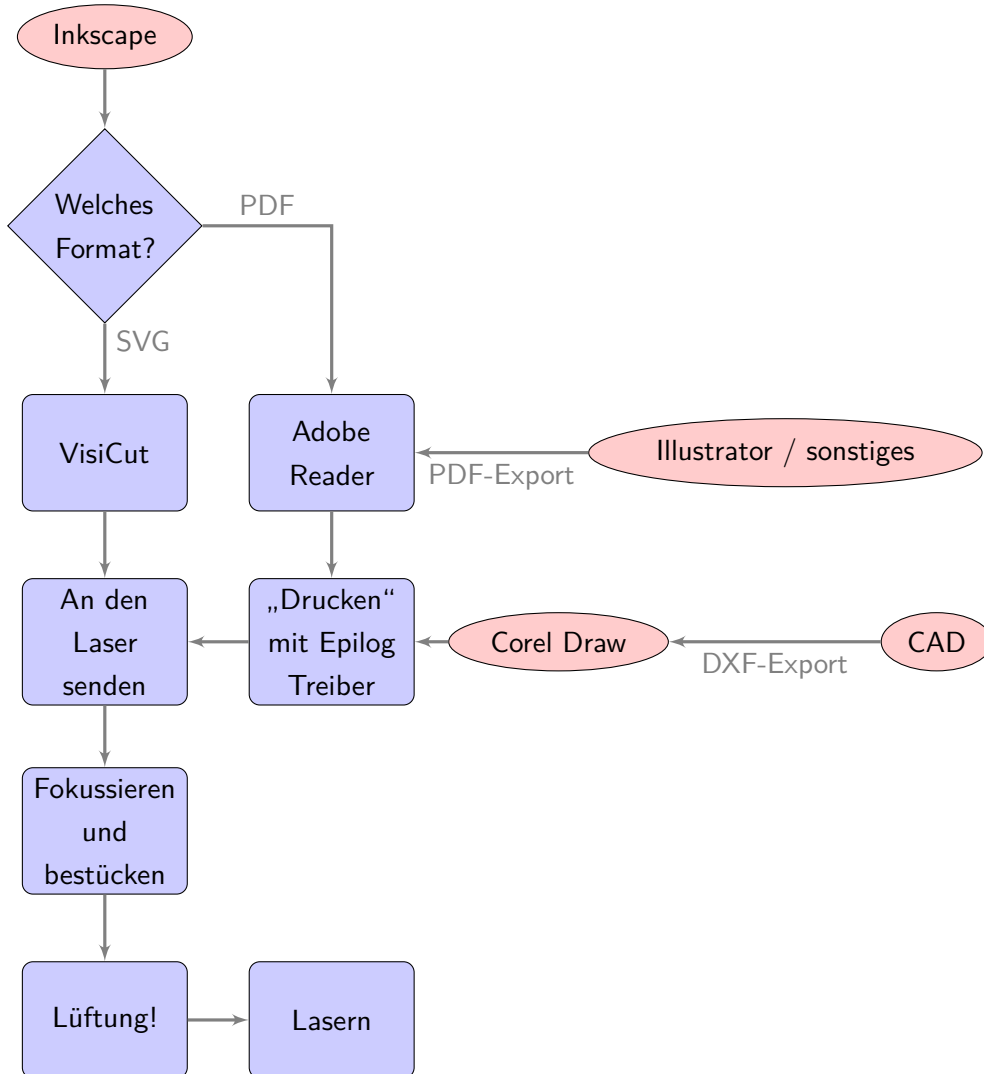 Inkscape
Welches
Format?
PDF
SVG
VisiCut
Adobe
Reader
Illustrator / sonstiges
PDF-Export
An den
Laser
senden
„Drucken“
mit Epilog
Treiber
Corel Draw
CAD
DXF-Export
Fokussieren
und
bestücken
Lüftung!
Lasern